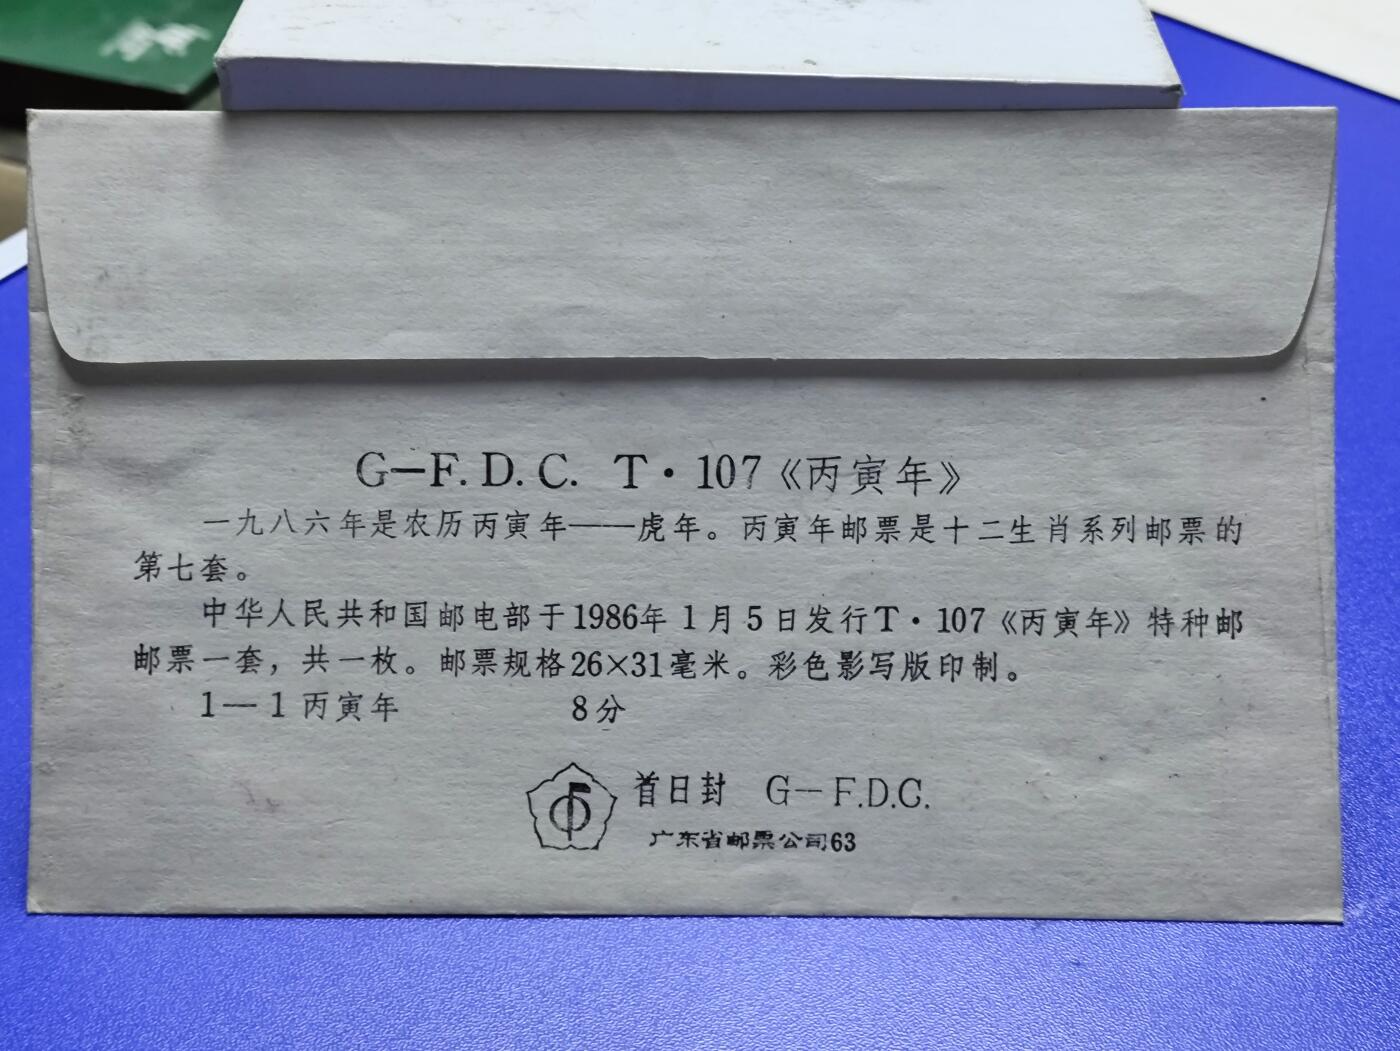 G—F.D.C. T·107《丙寅年》
一九八六年是农历丙寅年——虎年。丙寅年邮票是十二生肖系列邮票的
第七套。
中华人民共和国邮电部于1986年1月5日发行T·107《丙寅年》特种邮
邮票一套，共一枚。邮票规格26×31毫米。彩色影写版印制。
1—1丙寅年 8分
首日封 G—F.D.C.
广东省邮票公司63